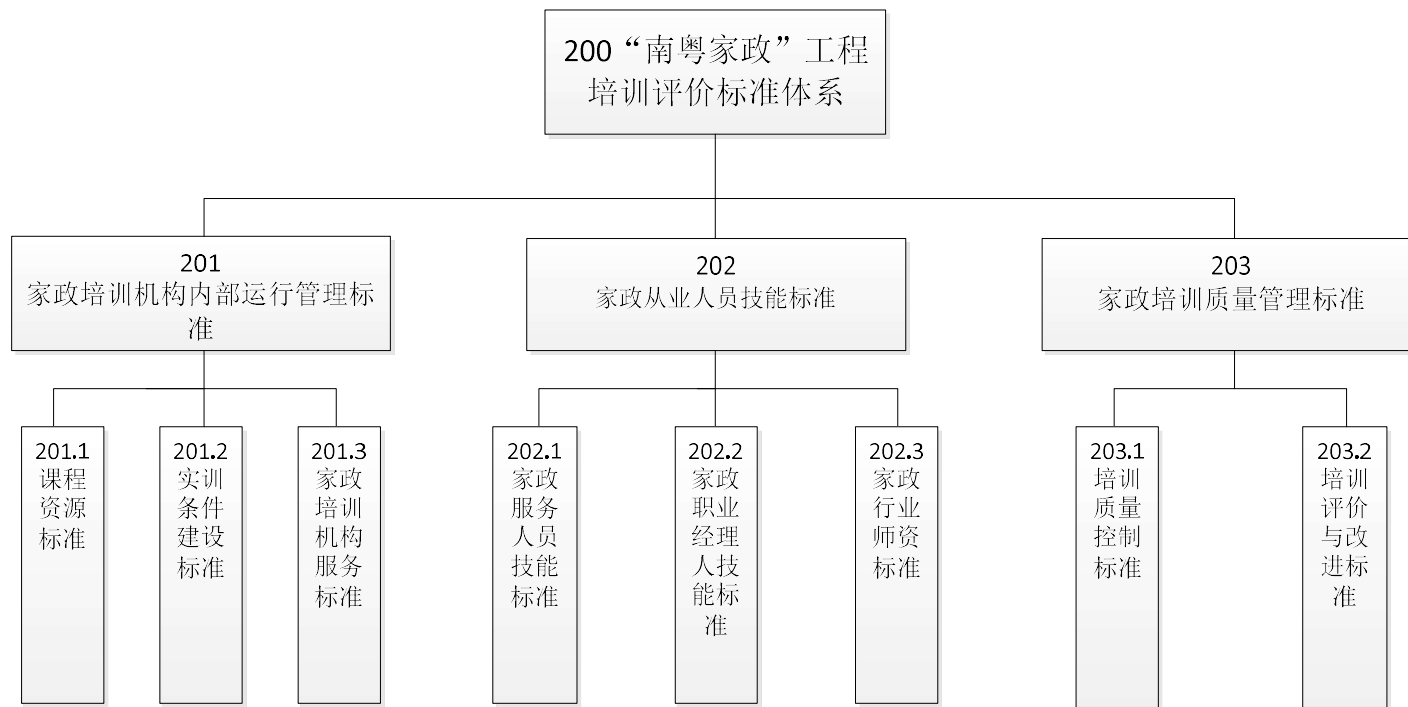 200“南粤家政”工程
培训评价标准体系
201
家政培训机构内部运行管理标
准
202
家政从业人员技能标准
203
家政培训质量管理标准
201.1
课程
资源
标准
201.2
实训
条件
建设
标准
201.3
家政
培训
机构
服务
标准
202.1
家政
服务
人员
技能
标准
202.2
家政
职业
经理
人技
能标
准
202.3
家政
行业
师资
标准
203.1
培训
质量
控制
标准
203.2
培训
评价
与改
进标
准